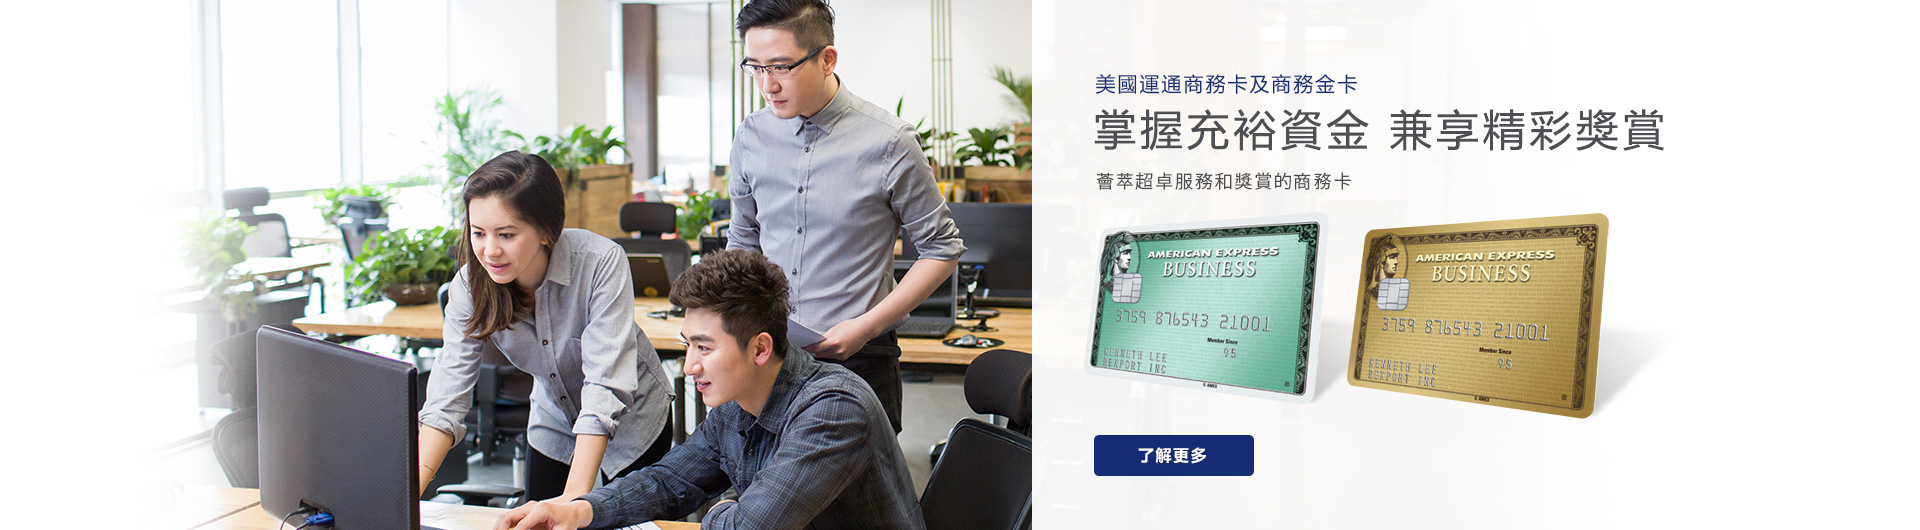 美國運通商務卡及商務金卡
掌握充裕資金 兼享精彩獎賞
薈萃超卓服務和獎賞的商務卡
AMERICAN EXPRESS
BUSINESS
3759 876543 21001
Member Since
95
KENNETH LEE
REXPORT INC
© AMEX
AMERICAN EXPRESS
BUSINESS
3759 876543 21001
Member Since
95
KENNETH LEE
REXPORT INC
© AMEX
了解更多